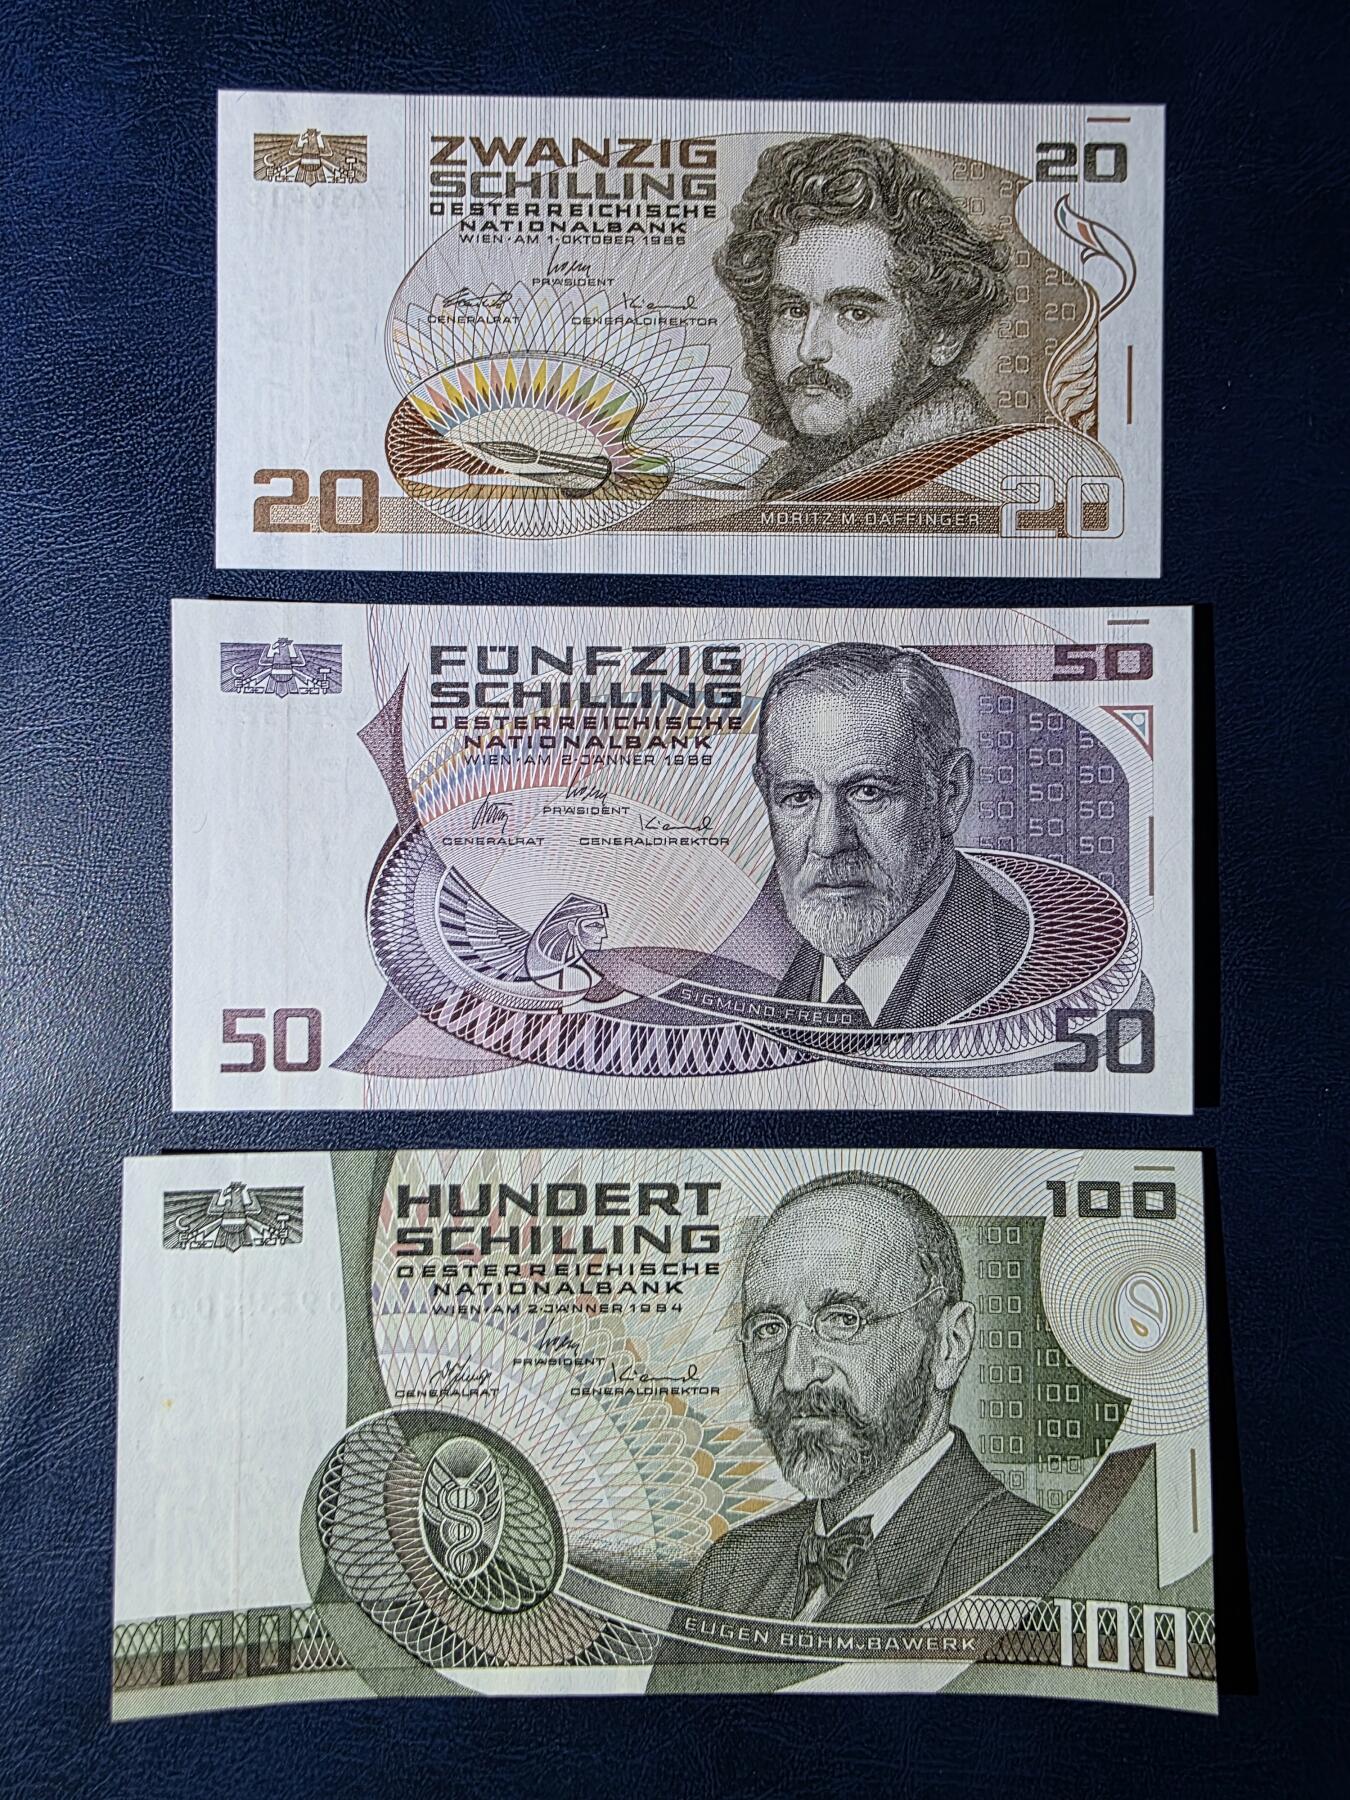 ZWANZIG
SCHILLING
OESTERREICHISCHE
NATIONALBANK
WIEN·AM 1·OKTOBER 1986
PRÄSIDENT
GENERALRAT GENERALDIREKTOR
20
20
20
MORITZ M. DAFFINGER
FÜNFZIG
SCHILLING
OESTERREICHISCHE
NATIONALBANK
WIEN·AM 2·JÄNNER 1986
PRÄSIDENT
GENERALRAT GENERALDIREKTOR
50
50
50
SIGMUND FREUD
HUNDERT
SCHILLING
OESTERREICHISCHE
NATIONALBANK
WIEN·AM 2·JÄNNER 1984
PRÄSIDENT
GENERALRAT GENERALDIREKTOR
100
100
100
EUGEN BÖHM v. BAWERK